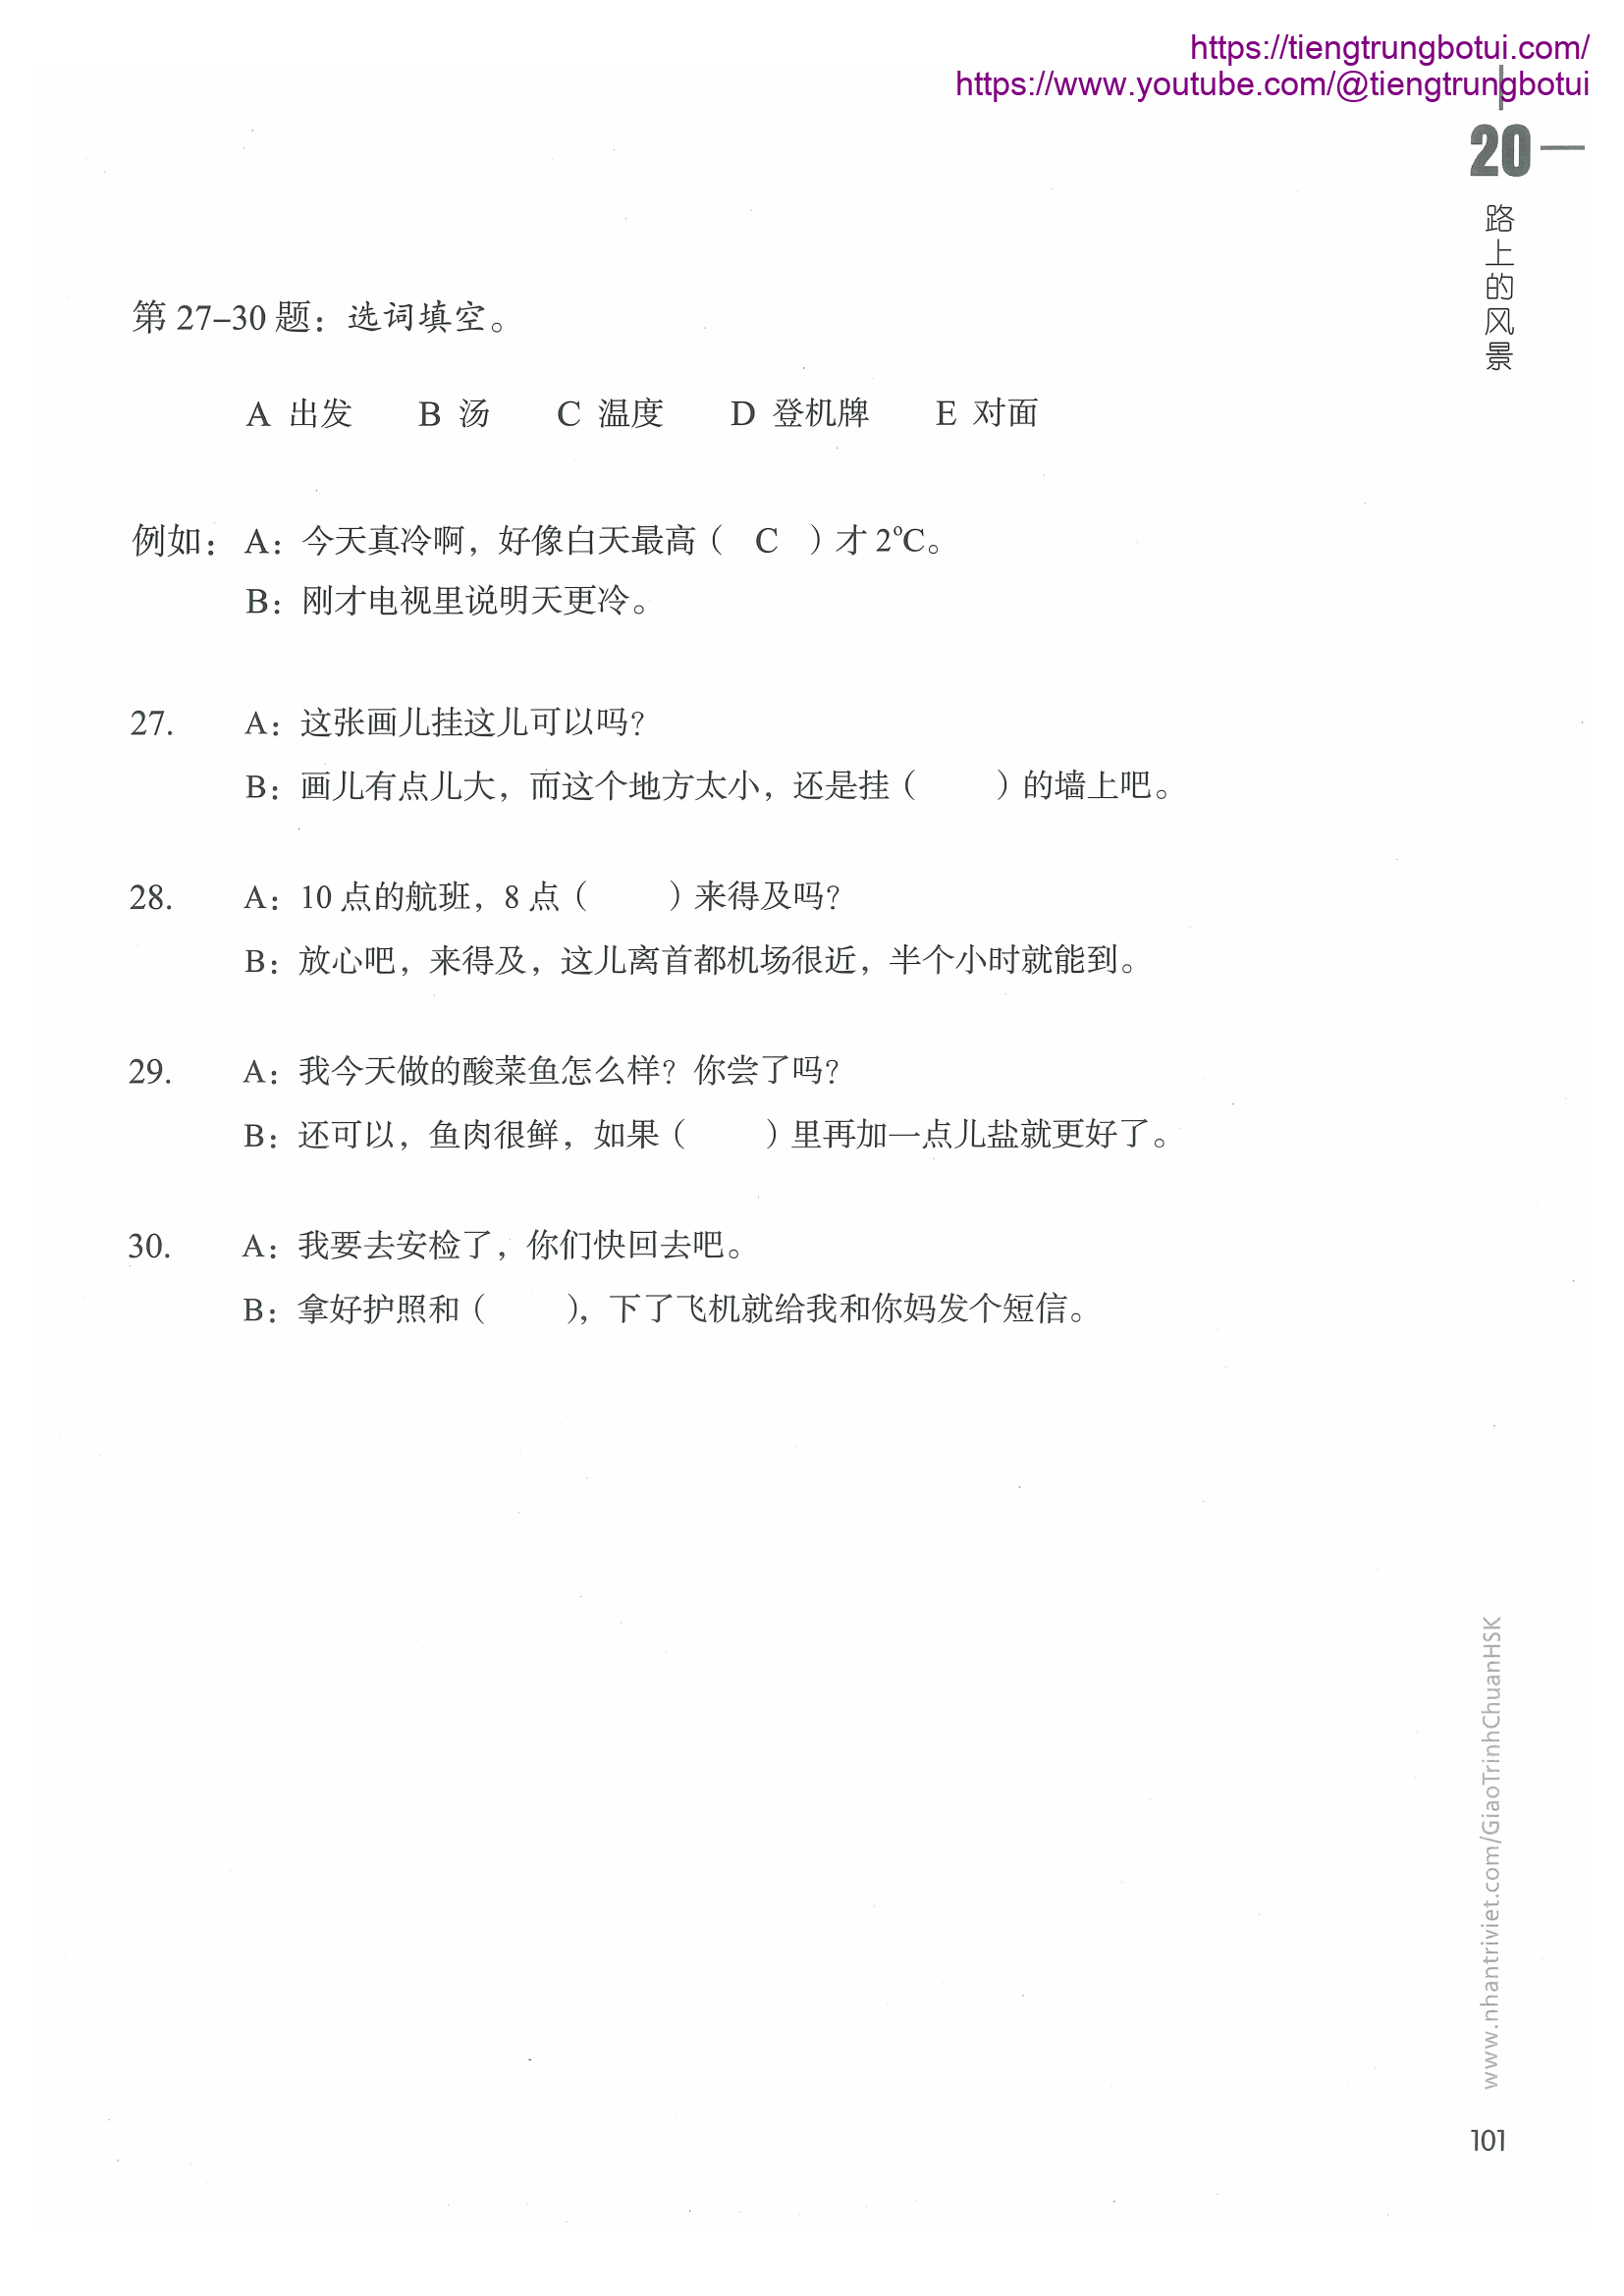 https://tiengtrungbotui.com/
https://www.youtube.com/@tiengtrungbotui
20
路上的风景
第 27–30 题：选词填空。
A 出发 B 汤 C 温度 D 登机牌 E 对面
例如： A：今天真冷啊，好像白天最高（ C ）才 2℃。
B：刚才电视里说明天更冷。
27. A：这张画儿挂这儿可以吗？
B：画儿有点儿大，而这个地方太小，还是挂（ ）的墙上吧。
28. A：10 点的航班，8 点（ ）来得及吗？
B：放心吧，来得及，这儿离首都机场很近，半个小时就能到。
29. A：我今天做的酸菜鱼怎么样？你尝了吗？
B：还可以，鱼肉很鲜，如果（ ）里再加一点儿盐就更好了。
30. A：我要去安检了，你们快回去吧。
B：拿好护照和（ ），下了飞机就给我和你妈发个短信。
www.nhantriviet.com/GiaoTrinhChuanHSK
101